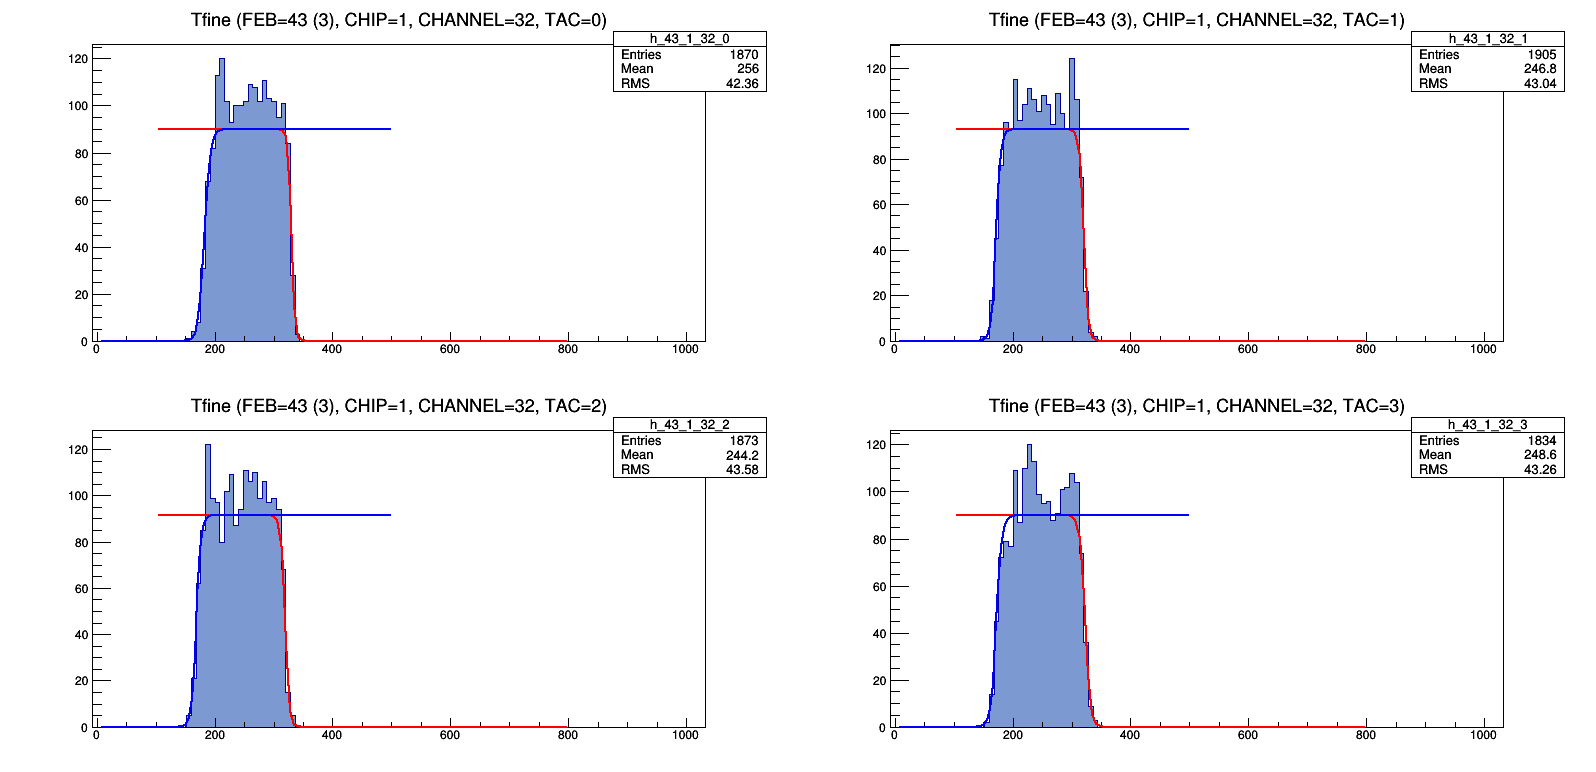 Tfine (FEB=43 (3), CHIP=1, CHANNEL=32, TAC=0)
h_43_1_32_0
Entries 1870
Mean 256
RMS 42.36
120
100
80
60
40
20
0
0 200 400 600 800 1000
Tfine (FEB=43 (3), CHIP=1, CHANNEL=32, TAC=1)
h_43_1_32_1
Entries 1905
Mean 246.8
RMS 43.04
120
100
80
60
40
20
0
0 200 400 600 800 1000
Tfine (FEB=43 (3), CHIP=1, CHANNEL=32, TAC=2)
h_43_1_32_2
Entries 1873
Mean 244.2
RMS 43.58
120
100
80
60
40
20
0
0 200 400 600 800 1000
Tfine (FEB=43 (3), CHIP=1, CHANNEL=32, TAC=3)
h_43_1_32_3
Entries 1834
Mean 248.6
RMS 43.26
120
100
80
60
40
20
0
0 200 400 600 800 1000